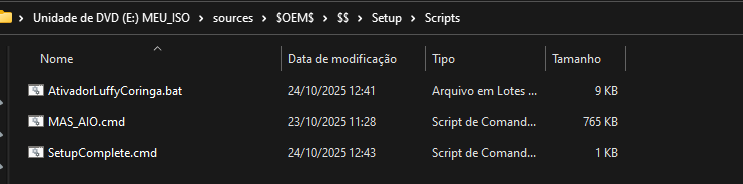 Unidade de DVD (E:) MEU_ISO > sources > $OEM$ > $$ > Setup > Scripts
Nome Data de modificação Tipo Tamanho
AtivadorLuffyCoringa.bat 24/10/2025 12:41 Arquivo em Lotes ... 9 KB
MAS_AIO.cmd 23/10/2025 11:28 Script de Comand... 765 KB
SetupComplete.cmd 24/10/2025 12:43 Script de Comand... 1 KB